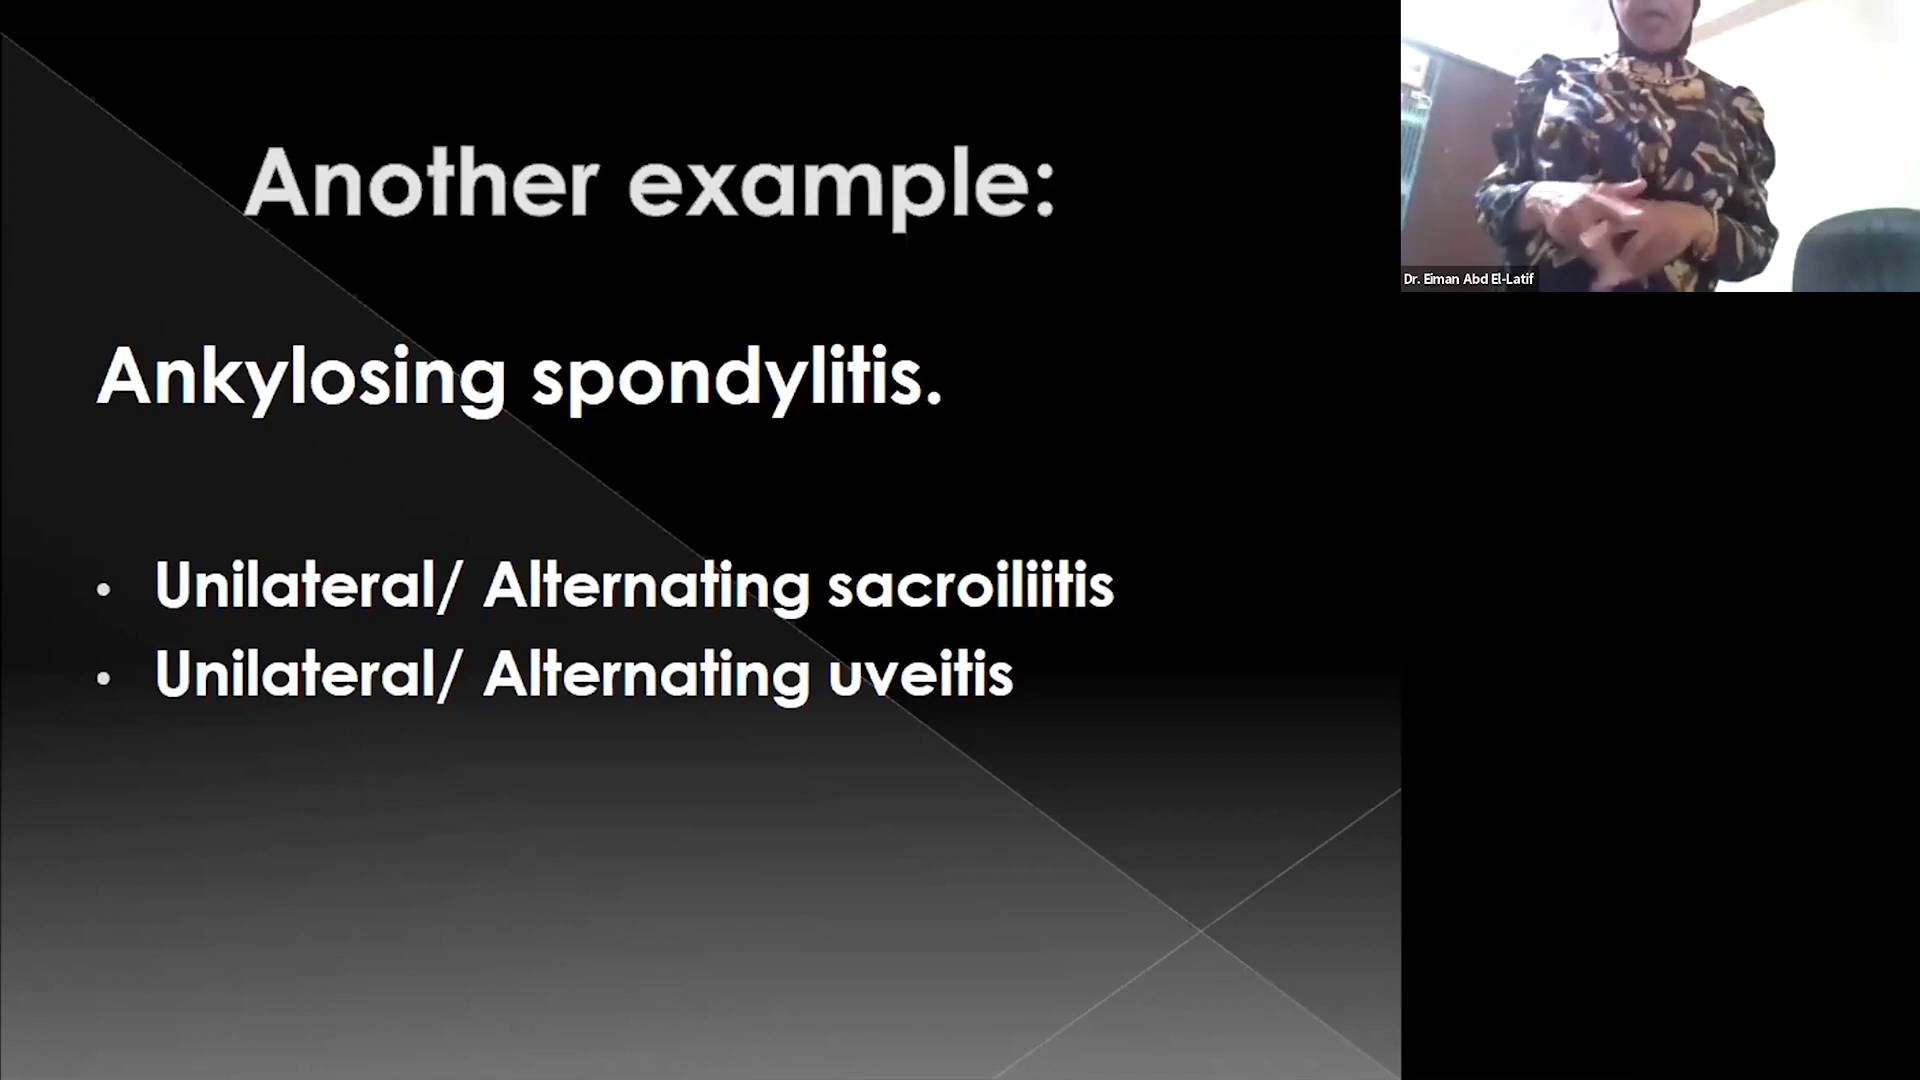 Another example:
Ankylosing spondylitis.
• Unilateral/ Alternating sacroiliitis
• Unilateral/ Alternating uveitis
Dr. Eiman Abd El-Latif